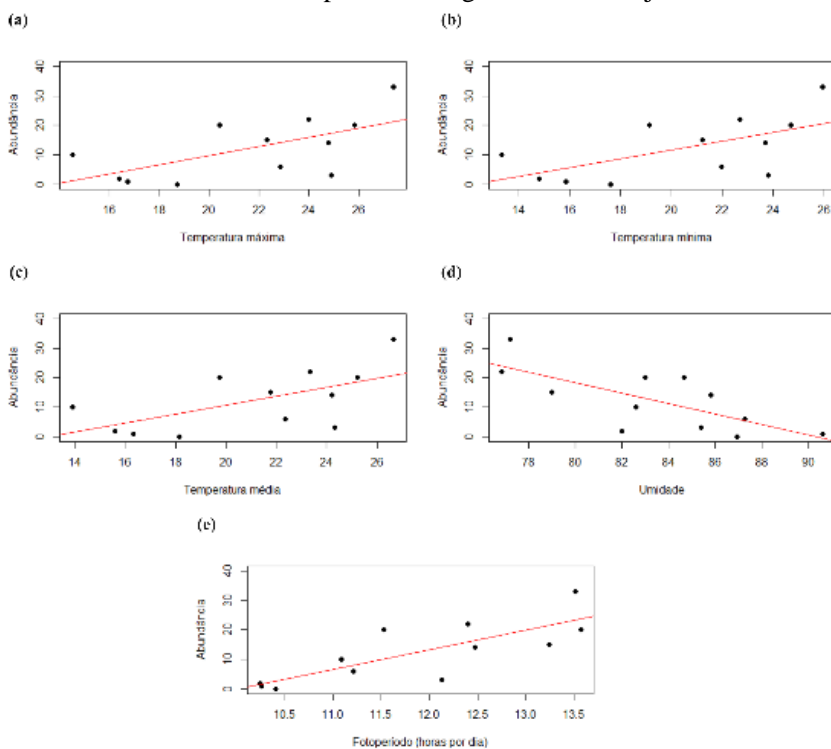 (a)
(b)
Abundância
0 10 20 30 40
16 18 20 22 24 26
Temperatura máxima
Abundância
0 10 20 30 40
14 16 18 20 22 24 26
Temperatura mínima
(c)
(d)
Abundância
0 10 20 30 40
14 16 18 20 22 24 26
Temperatura média
Abundância
0 10 20 30 40
78 80 82 84 86 88 90
Umidade
(e)
Abundância
0 10 20 30 40
10.5 11.0 11.5 12.0 12.5 13.0 13.5
Fotoperíodo (horas por dia)